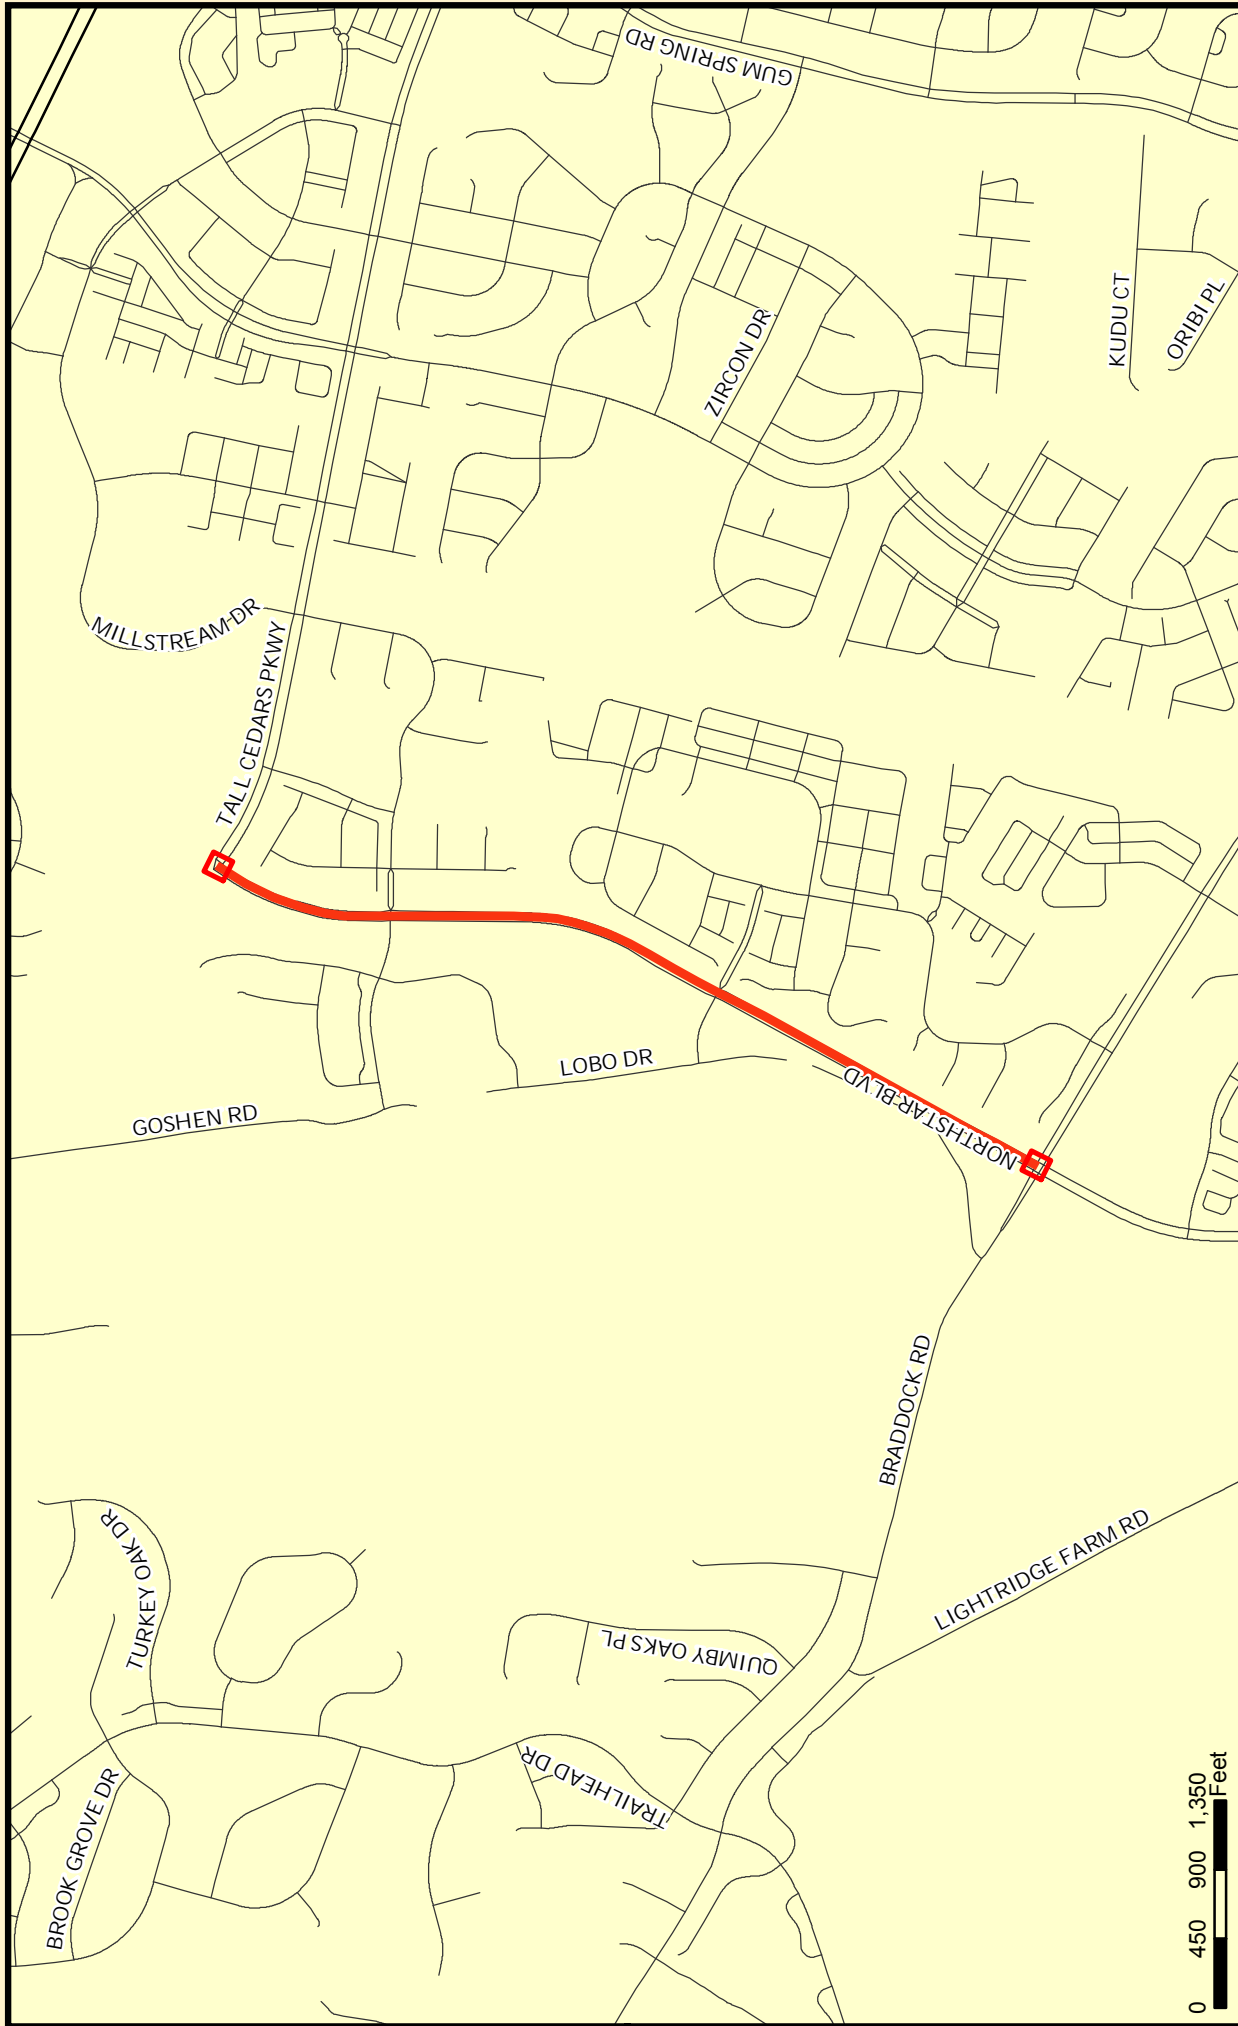 GUM SPRING RD
KUDU CT
ORIBI PL
ZIRCON DR
MILLSTREAM DR
TALL CEDARS PKWY
LOBO DR
GOSHEN RD
NORTHSTAR BLVD
BRADDOCK RD
LIGHTRIDGE FARM RD
TURKEY OAK DR
QUIMBY OAKS PL
TRAILHEAD DR
BROOK GROVE DR
0 450 900 1,350
Feet